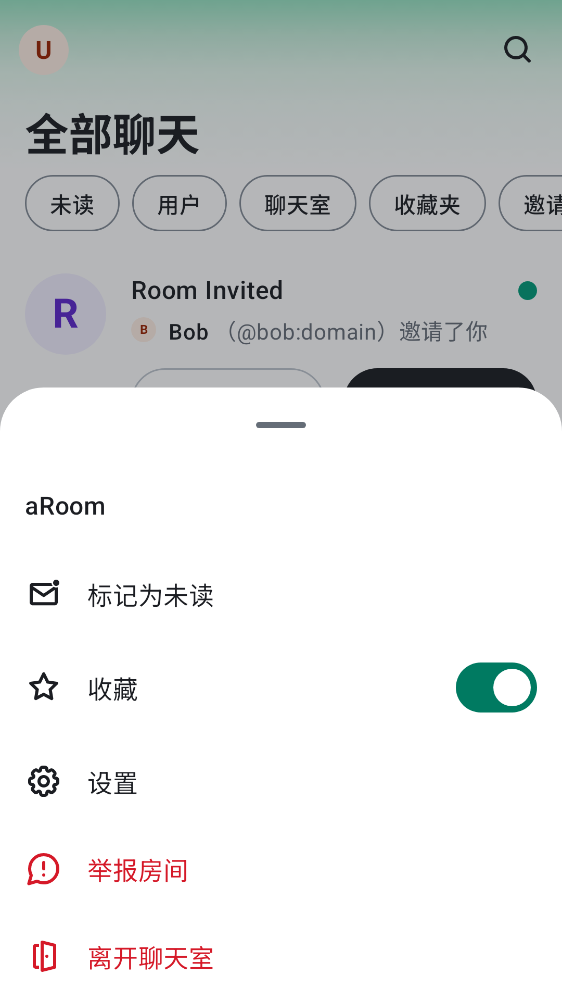 U
全部聊天
未读
用户
聊天室
收藏夹
邀请
R
Room Invited
B Bob （@bob:domain）邀请了你
aRoom
标记为未读
收藏
设置
举报房间
离开聊天室